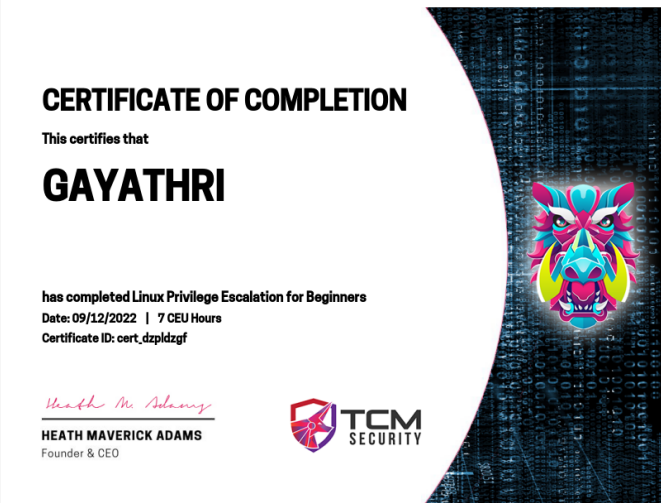 CERTIFICATE OF COMPLETION
This certifies that
GAYATHRI
has completed Linux Privilege Escalation for Beginners
Date: 09/12/2022 | 7 CEU Hours
Certificate ID: cert_dzpldzgf
Heath M. Adams
HEATH MAVERICK ADAMS
Founder & CEO
TCM
SECURITY